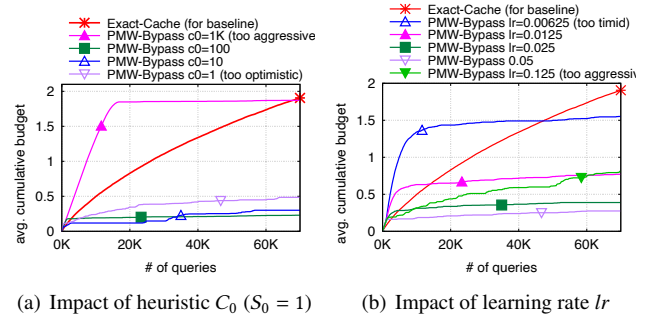 Exact-Cache (for baseline)
PMW-Bypass c0=1K (too aggressive
PMW-Bypass c0=100
PMW-Bypass c0=10
PMW-Bypass c0=1 (too optimistic)
avg. cumulative budget
2
1.5
1
0.5
0
0K
20K
40K
60K
# of queries
(a) Impact of heuristic C0 (S0 = 1)
Exact-Cache (for baseline)
PMW-Bypass lr=0.00625 (too timid)
PMW-Bypass lr=0.0125
PMW-Bypass lr=0.025
PMW-Bypass 0.05
PMW-Bypass lr=0.125 (too aggressiv
avg. cumulative budget
2
1.5
1
0.5
0
0K
20K
40K
60K
# of queries
(b) Impact of learning rate lr